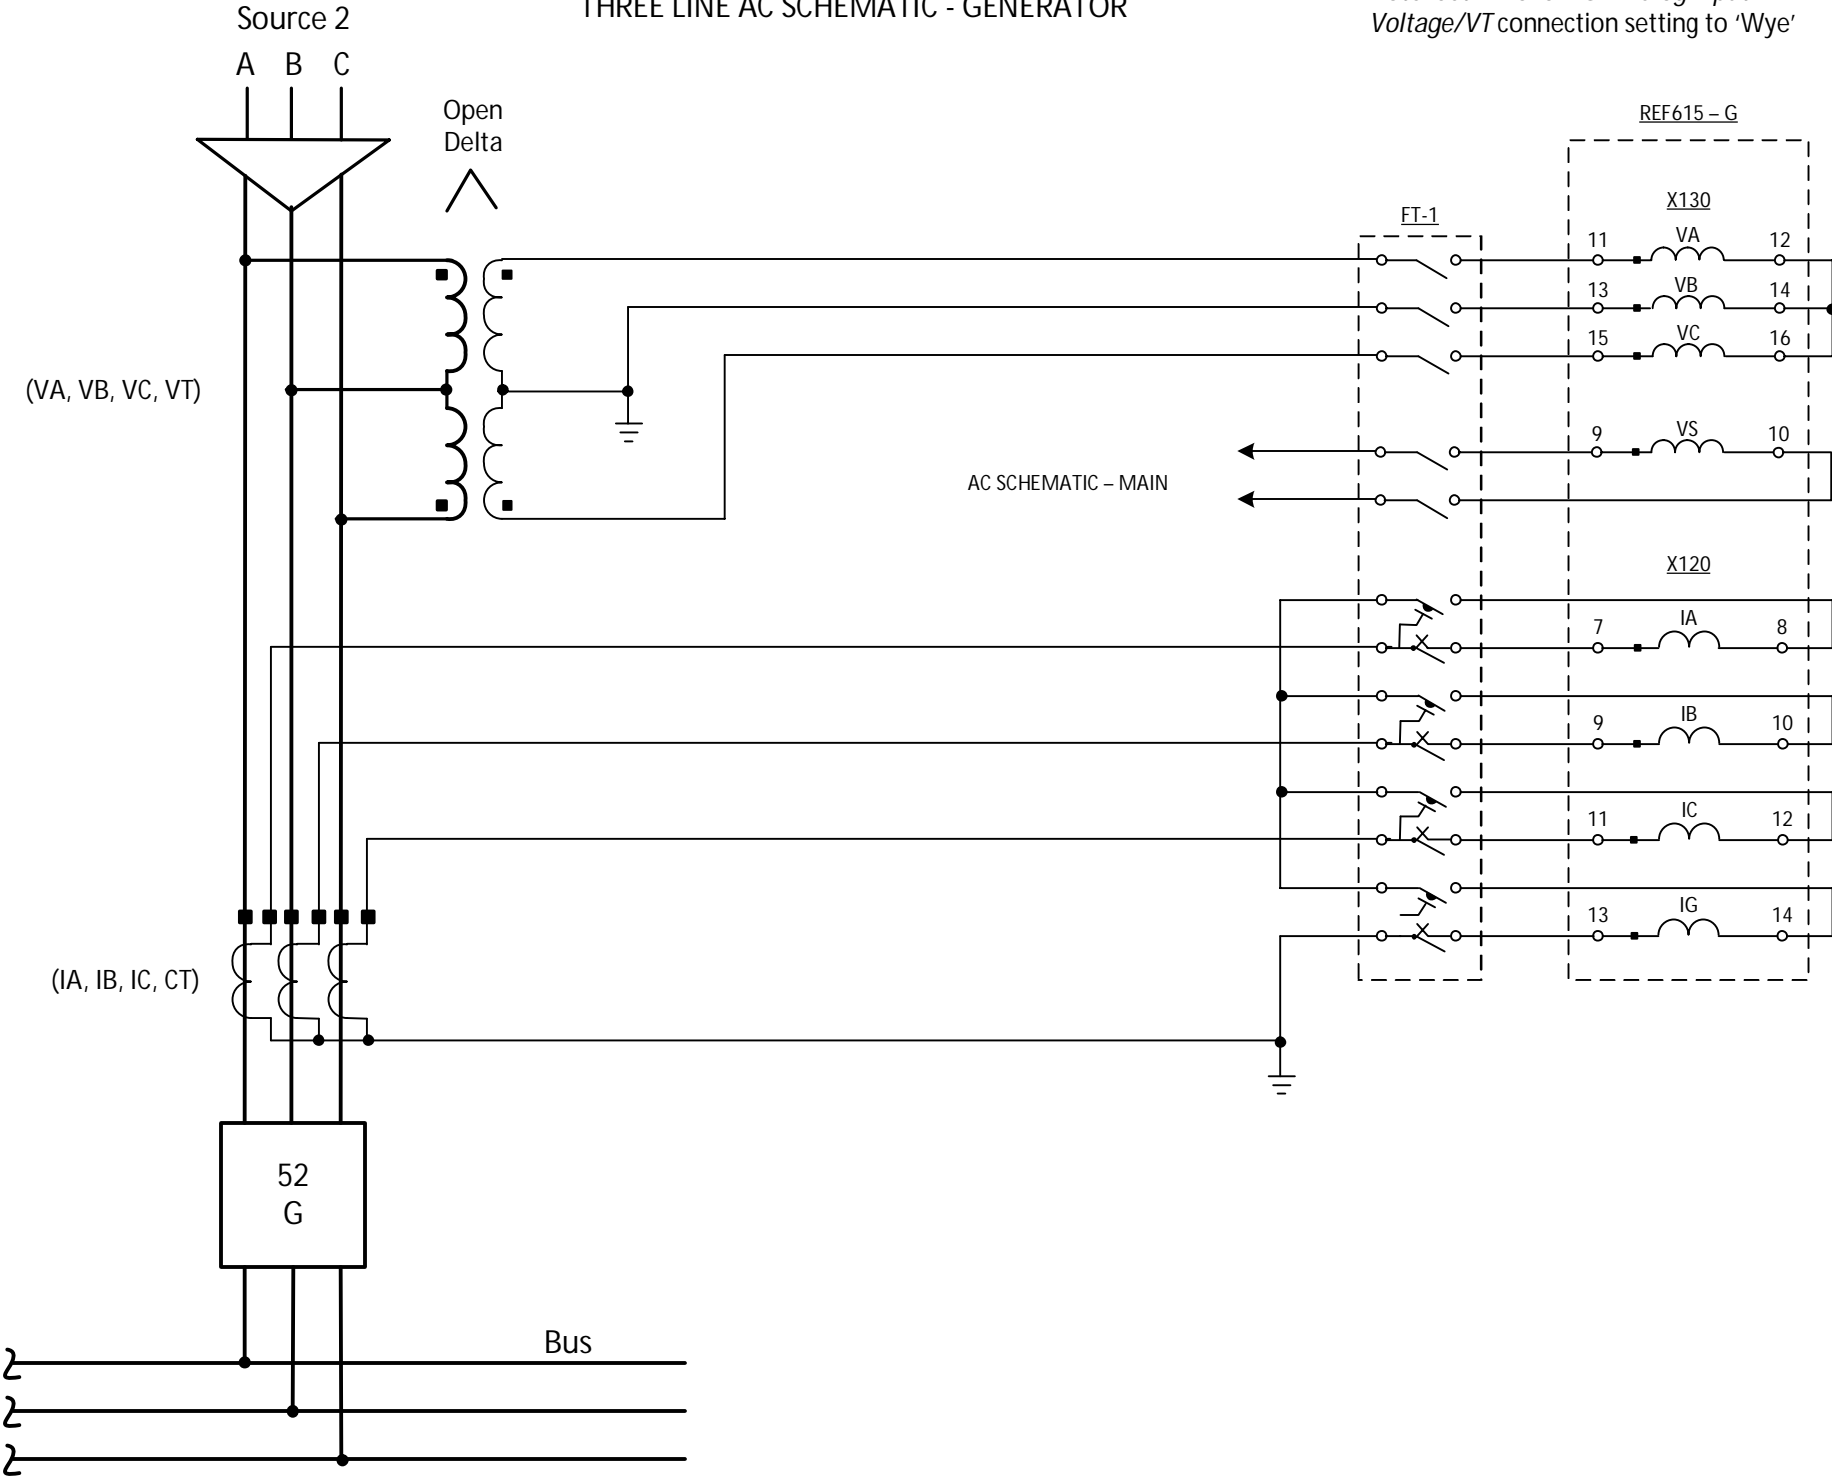 Source 2
THREE LINE AC SCHEMATIC - GENERATOR
Voltage/VT connection setting to ‘Wye’
A B C
Open
Delta
REF615 – G
X130
FT-1
11 VA 12
13 VB 14
15 VC 16
(VA, VB, VC, VT)
9 VS 10
AC SCHEMATIC – MAIN
X120
7 IA 8
9 IB 10
11 IC 12
13 IG 14
(IA, IB, IC, CT)
52
G
Bus